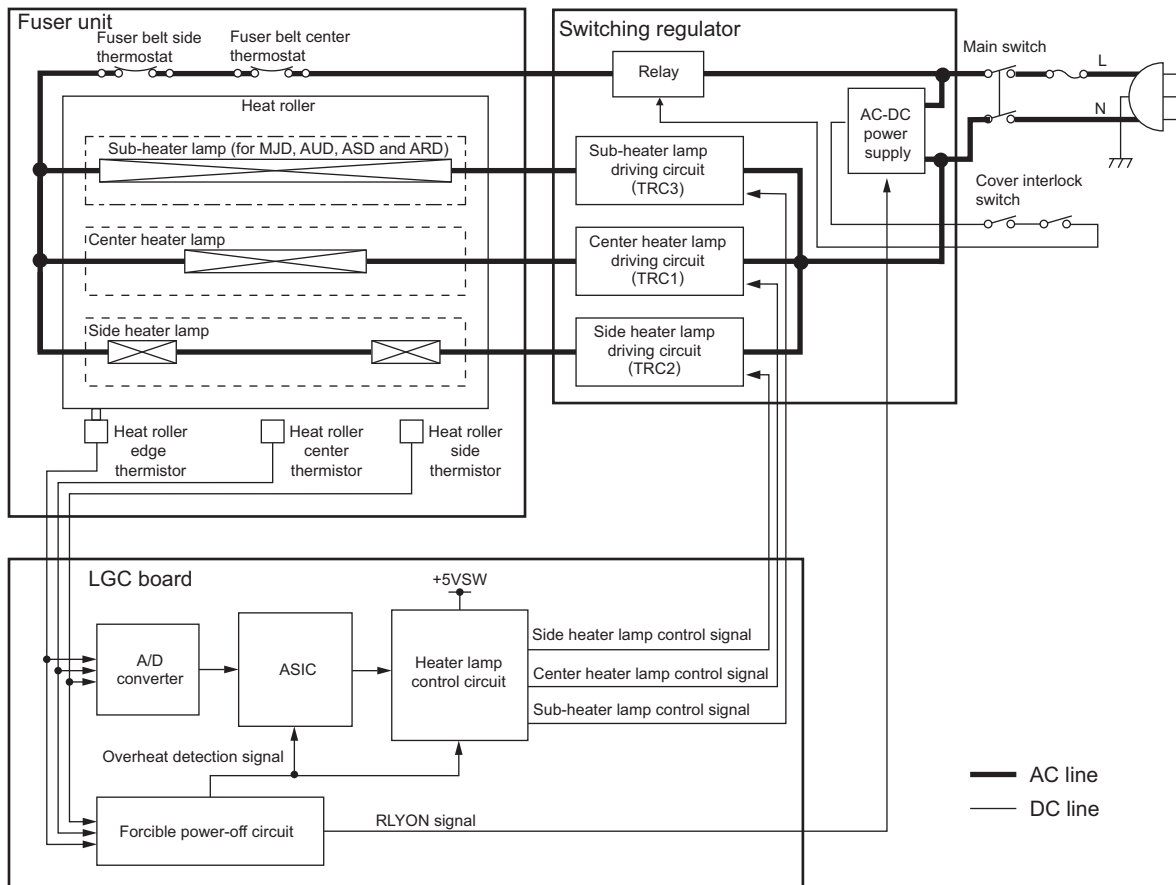 Fuser unit
Fuser belt side
thermostat
Fuser belt center
thermostat
Switching regulator
Main switch
L
Relay
Heat roller
N
AC-DC
power
supply
Sub-heater lamp (for MJD, AUD, ASD and ARD)
Sub-heater lamp
driving circuit
(TRC3)
Cover interlock
switch
Center heater lamp
Center heater lamp
driving circuit
(TRC1)
Side heater lamp
Side heater lamp
driving circuit
(TRC2)
Heat roller
edge
thermistor
Heat roller
center
thermistor
Heat roller
side
thermistor
LGC board
+5VSW
A/D
converter
ASIC
Heater lamp
control circuit
Side heater lamp control signal
Center heater lamp control signal
Sub-heater lamp control signal
Overheat detection signal
Forcible power-off circuit
RLYON signal
AC line
DC line